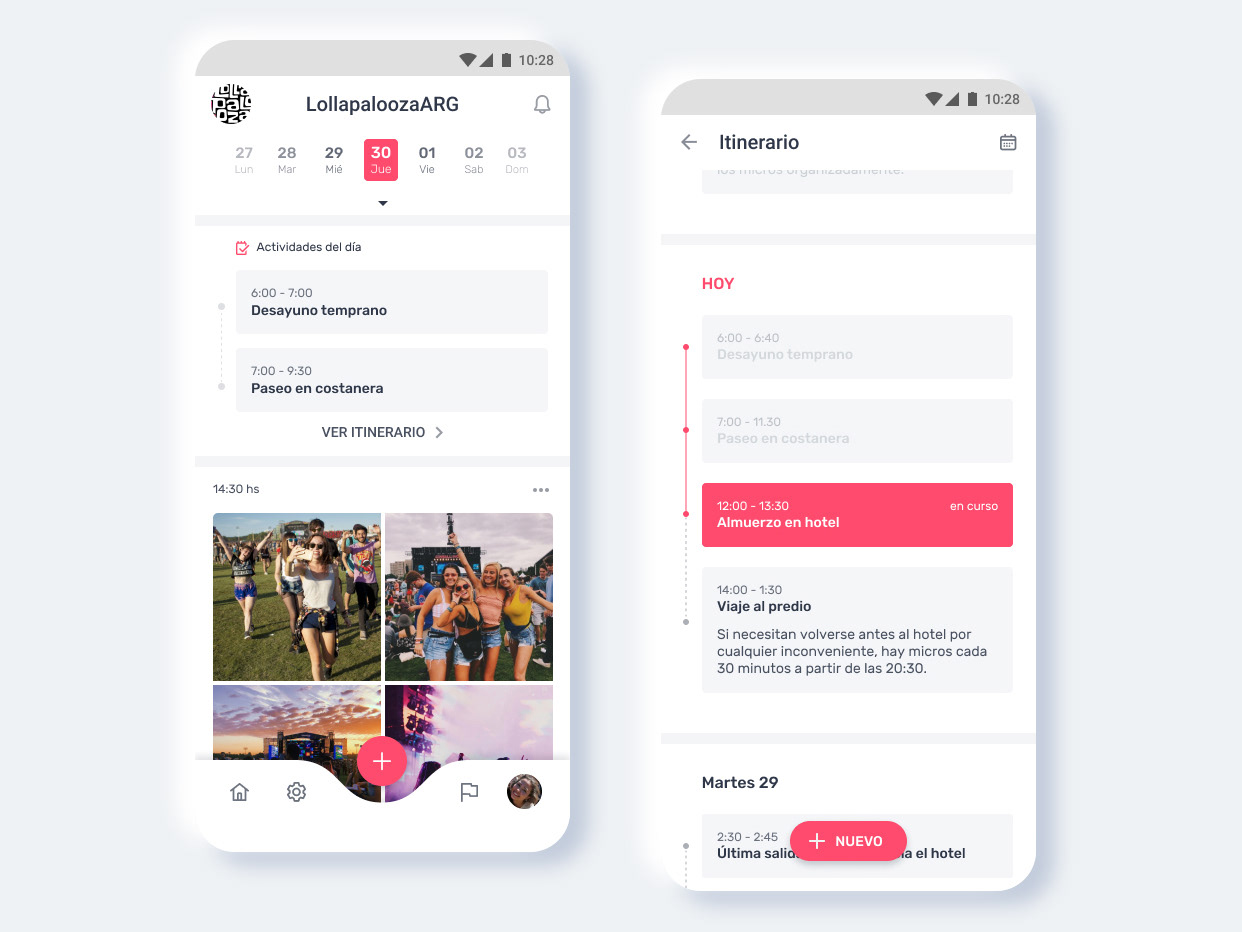 10:28
LollapaloozaARG
27 28 29 30 01 02 03
Lun Mar Mié Jue Vie Sab Dom
Actividades del día
6:00 - 7:00
Desayuno temprano
7:00 - 9:30
Paseo en costanera
VER ITINERARIO
14:30 hs
10:28
Itinerario
los micros organizadamente.
HOY
6:00 - 6:40
Desayuno temprano
7:00 - 11.30
Paseo en costanera
12:00 - 13:30 en curso
Almuerzo en hotel
14:00 - 1:30
Viaje al predio
Si necesitan volverse antes al hotel por
cualquier inconveniente, hay micros cada
30 minutos a partir de las 20:30.
Martes 29
2:30 - 2:45
Última el hotel
NUEVO